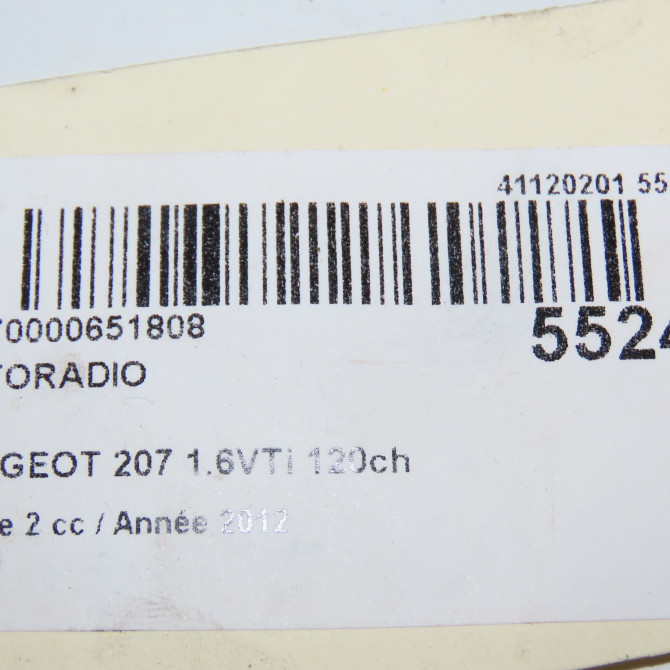 41120201 55
70000651808
5524
TORADIO
GEOT 207 1.6VTi 120ch
e 2 cc / Année 2012